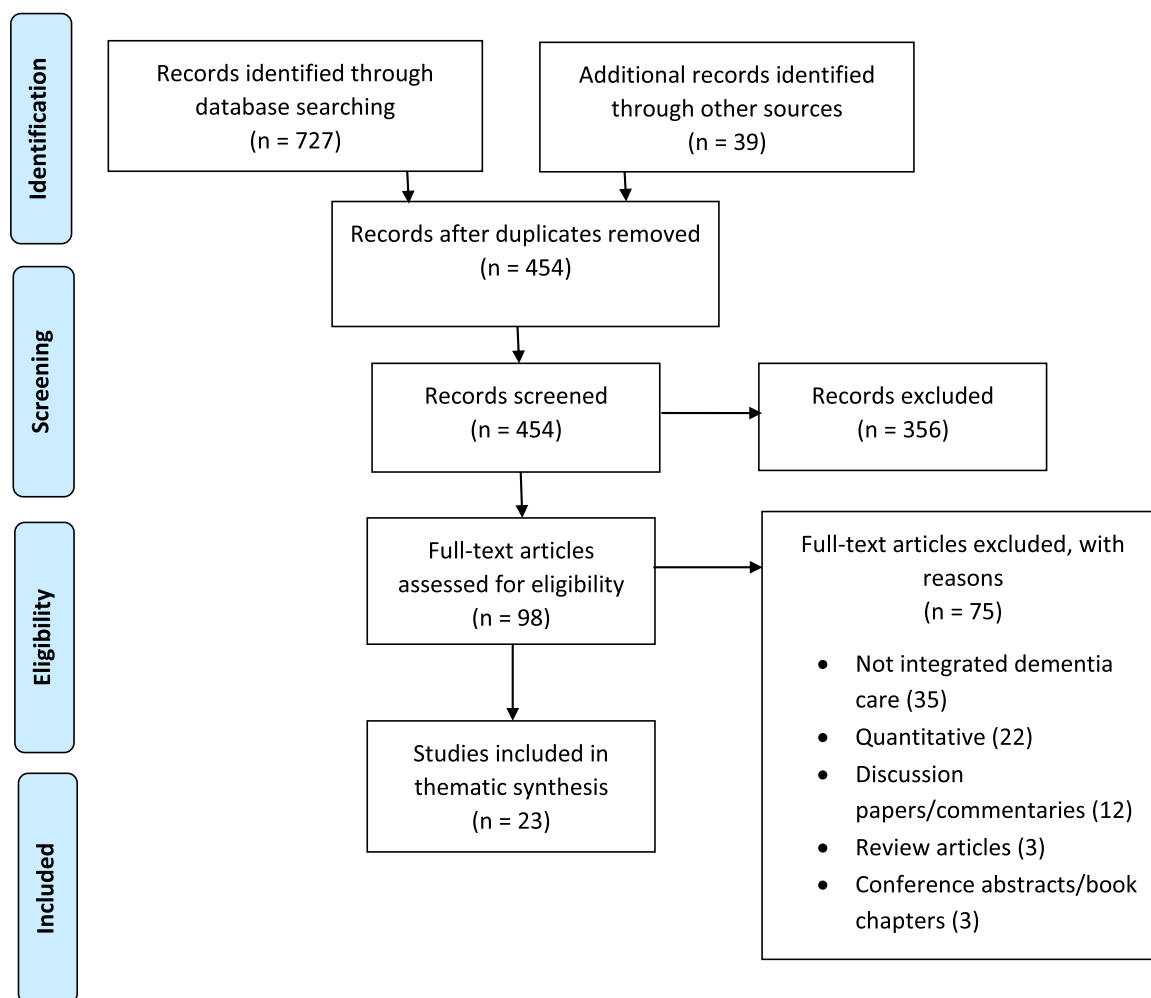 Identification
Records identified through
database searching
(n = 727)
Additional records identified
through other sources
(n = 39)
Records after duplicates removed
(n = 454)
Screening
Records screened
(n = 454)
Records excluded
(n = 356)
Eligibility
Full-text articles
assessed for eligibility
(n = 98)
Full-text articles excluded, with
reasons
(n = 75)
• Not integrated dementia
care (35)
• Quantitative (22)
• Discussion
papers/commentaries (12)
• Review articles (3)
• Conference abstracts/book
chapters (3)
Included
Studies included in
thematic synthesis
(n = 23)